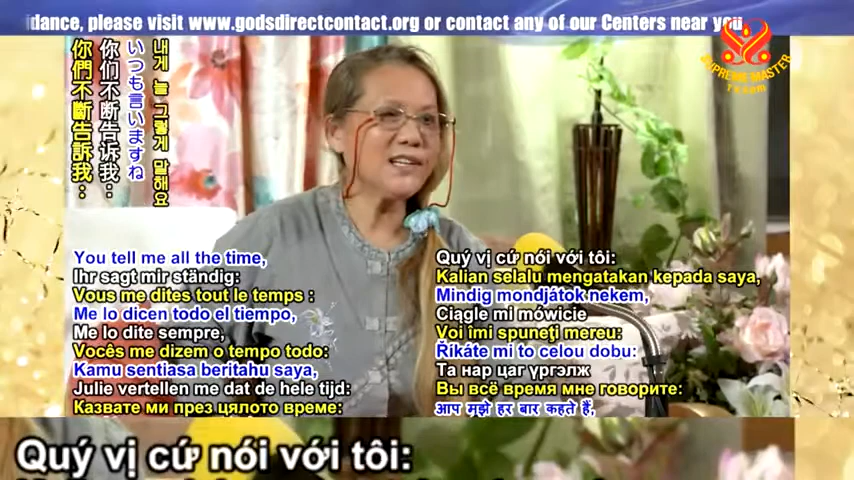 idance, please visit www.godsdirectcontact.org or contact any of our Centers near you
SUPREME MASTER
TV.com
你們不斷告訴我：
你们不断告诉我：
いつも言いますね
내게 늘 그렇게 말해요
You tell me all the time,
Ihr sagt mir ständig:
Vous me dites tout le temps :
Me lo dicen todo el tiempo,
Me lo dite sempre,
Vocês me dizem o tempo todo:
Kamu sentiasa beritahu saya,
Julie vertellen me dat de hele tijd:
Казвате ми през цялото време:
Quý vị cứ nói với tôi:
Kalian selalu mengatakan kepada saya,
Mindig mondjátok nekem,
Ciągle mi mówicie
Voi îmi spuneţi mereu:
Říkáte mi to celou dobu:
Та нар цаг үргэлж
Вы всё время мне говорите:
आप मुझे हर बार कहते हैं,
Quý vị cứ nói với tôi: